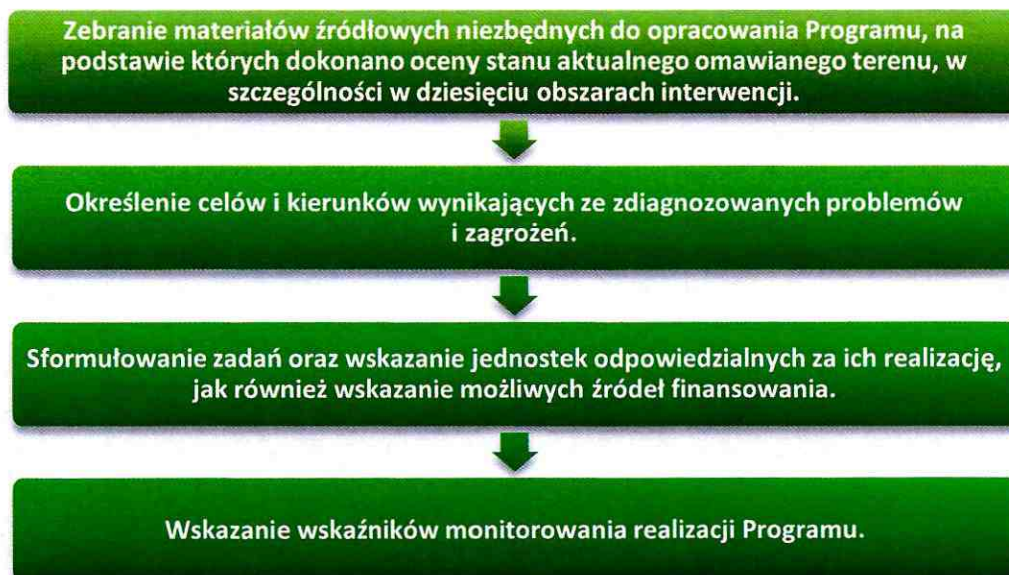 Zebranie materiałów źródłowych niezbędnych do opracowania Programu, na
podstawie których dokonano oceny stanu aktualnego omawianego terenu, w
szczególności w dziesięciu obszarach interwencji.
Określenie celów i kierunków wynikających ze zdiagnozowanych problemów
i zagrożeń.
Sformułowanie zadań oraz wskazanie jednostek odpowiedzialnych za ich realizację,
jak również wskazanie możliwych źródeł finansowania.
Wskazanie wskaźników monitorowania realizacji Programu.